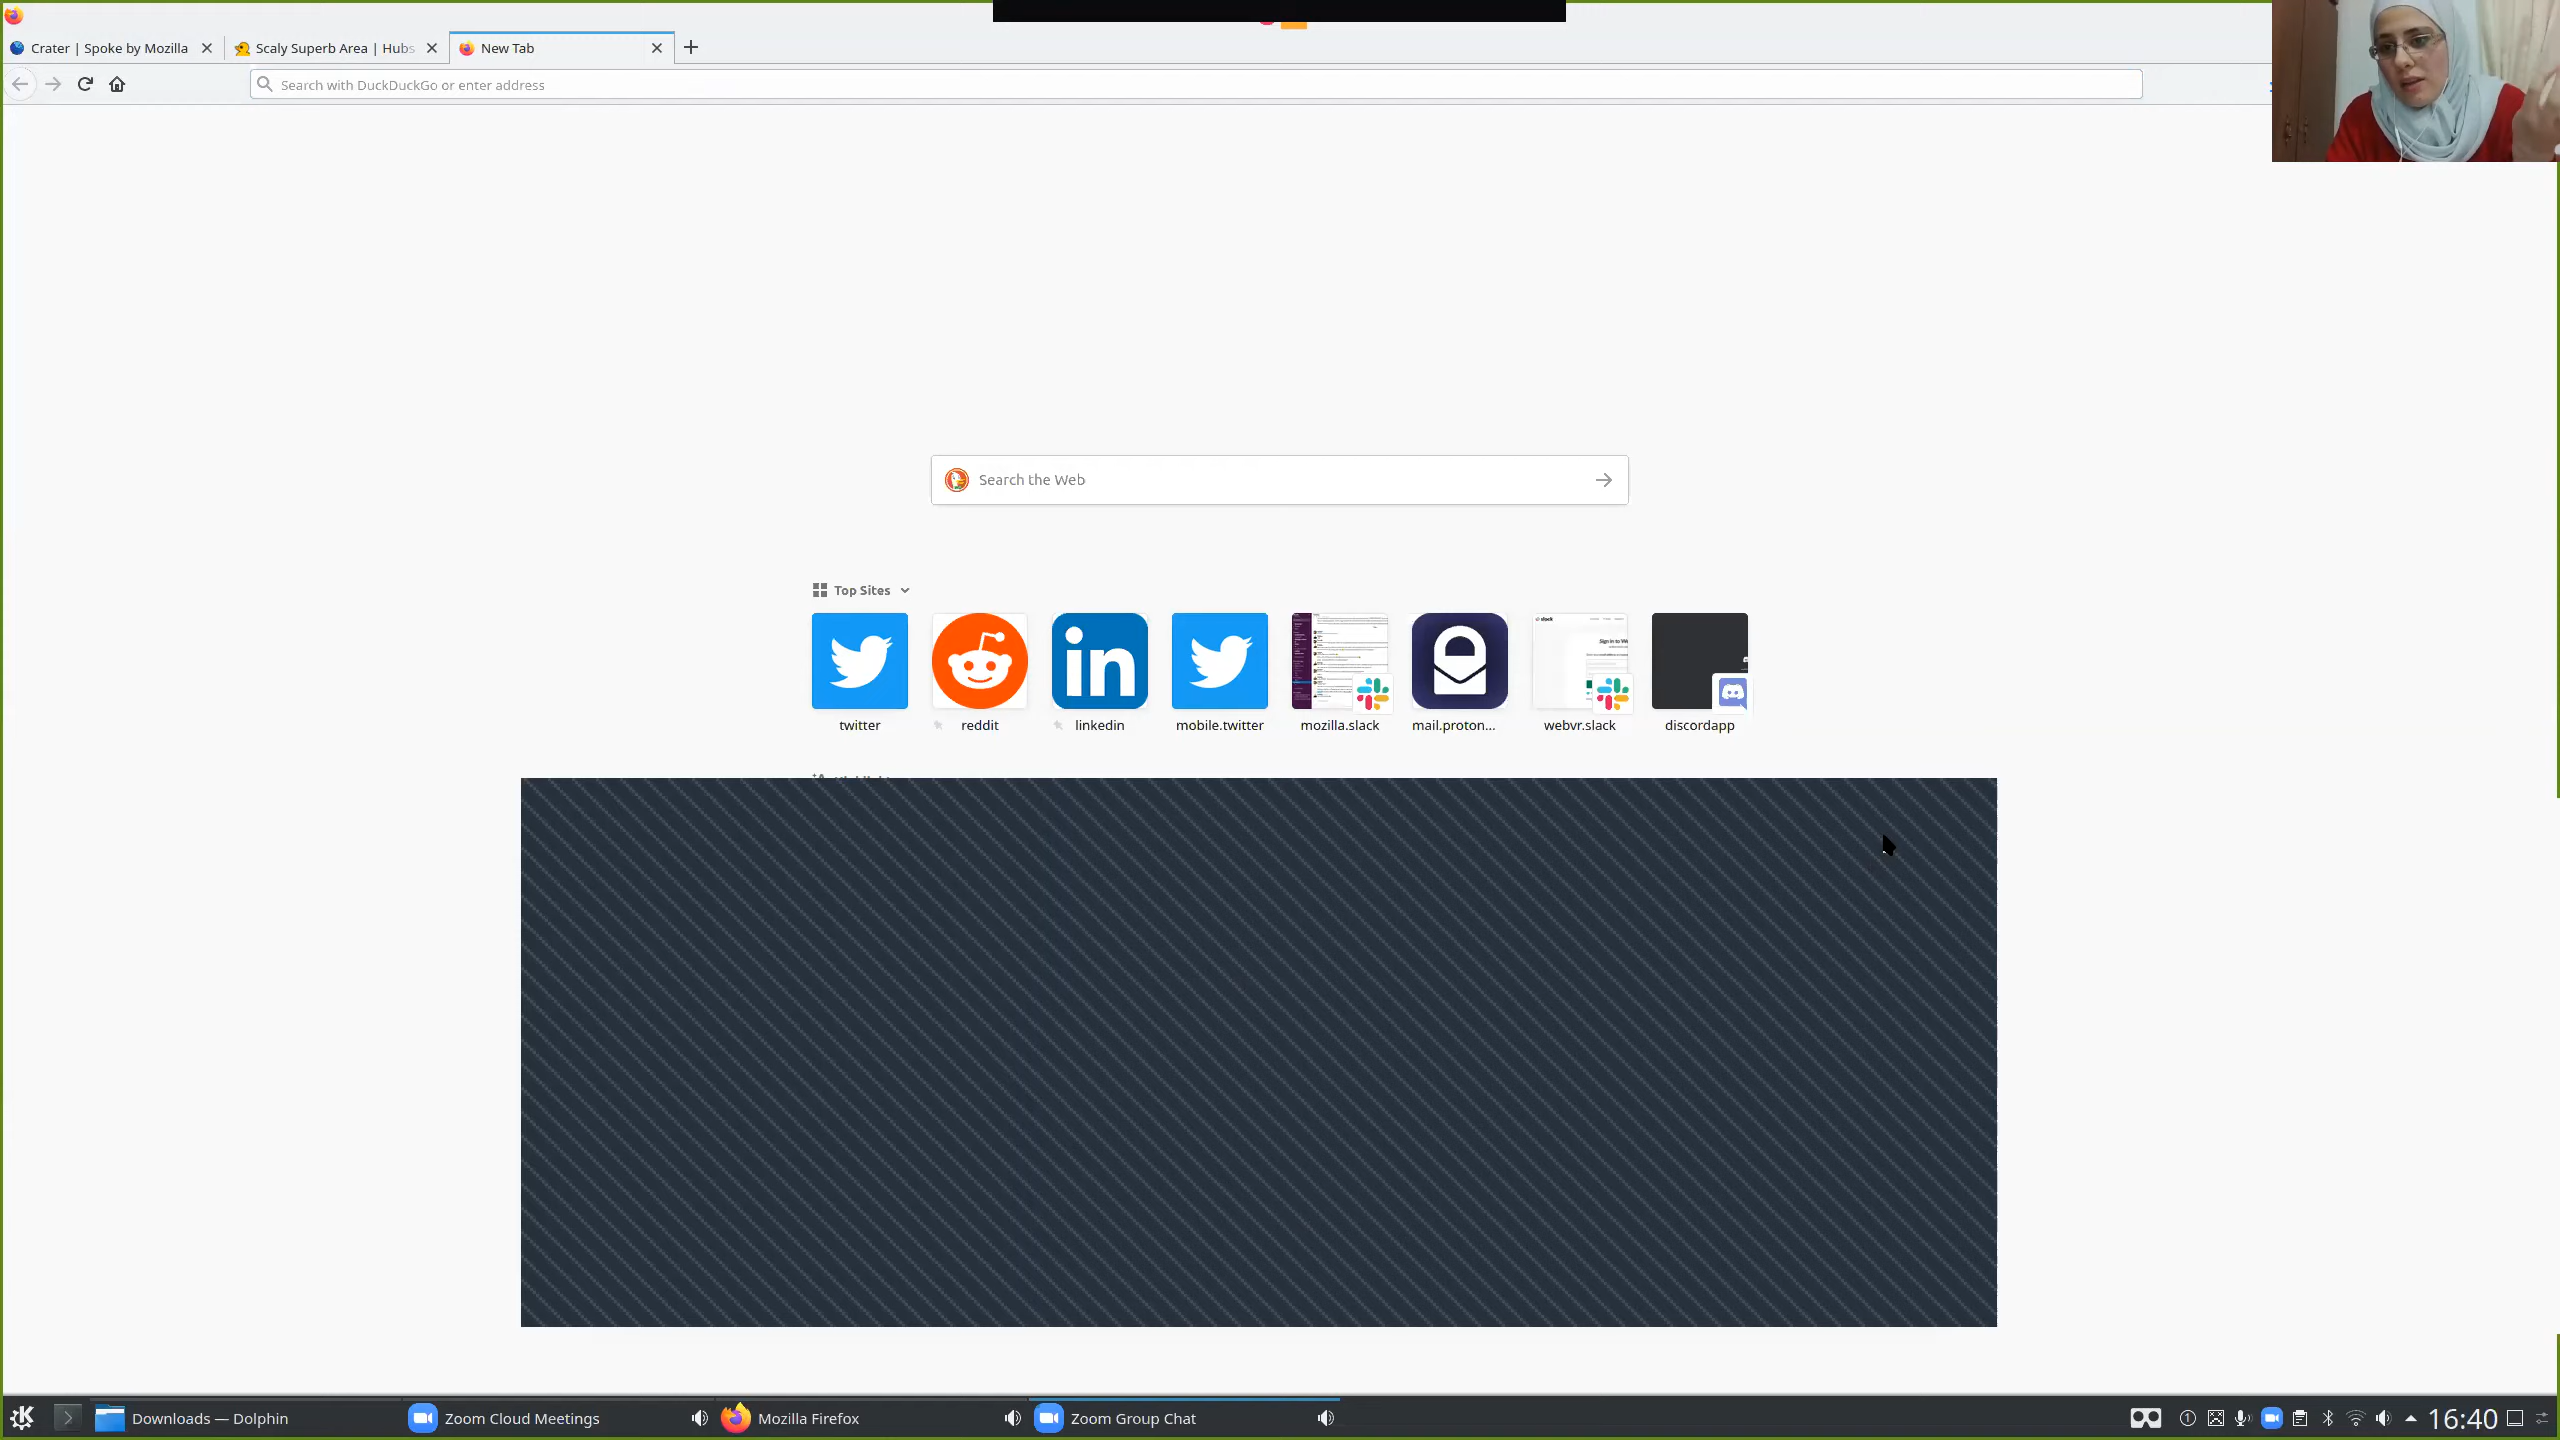 Crater | Spoke by Mozilla
Scaly Superb Area | Hubs
New Tab
Search with DuckDuckGo or enter address
Search the Web
Top Sites
twitter
reddit
linkedin
mobile.twitter
mozilla.slack
mail.proton...
webvr.slack
discordapp
Downloads — Dolphin
Zoom Cloud Meetings
Mozilla Firefox
Zoom Group Chat
16:40